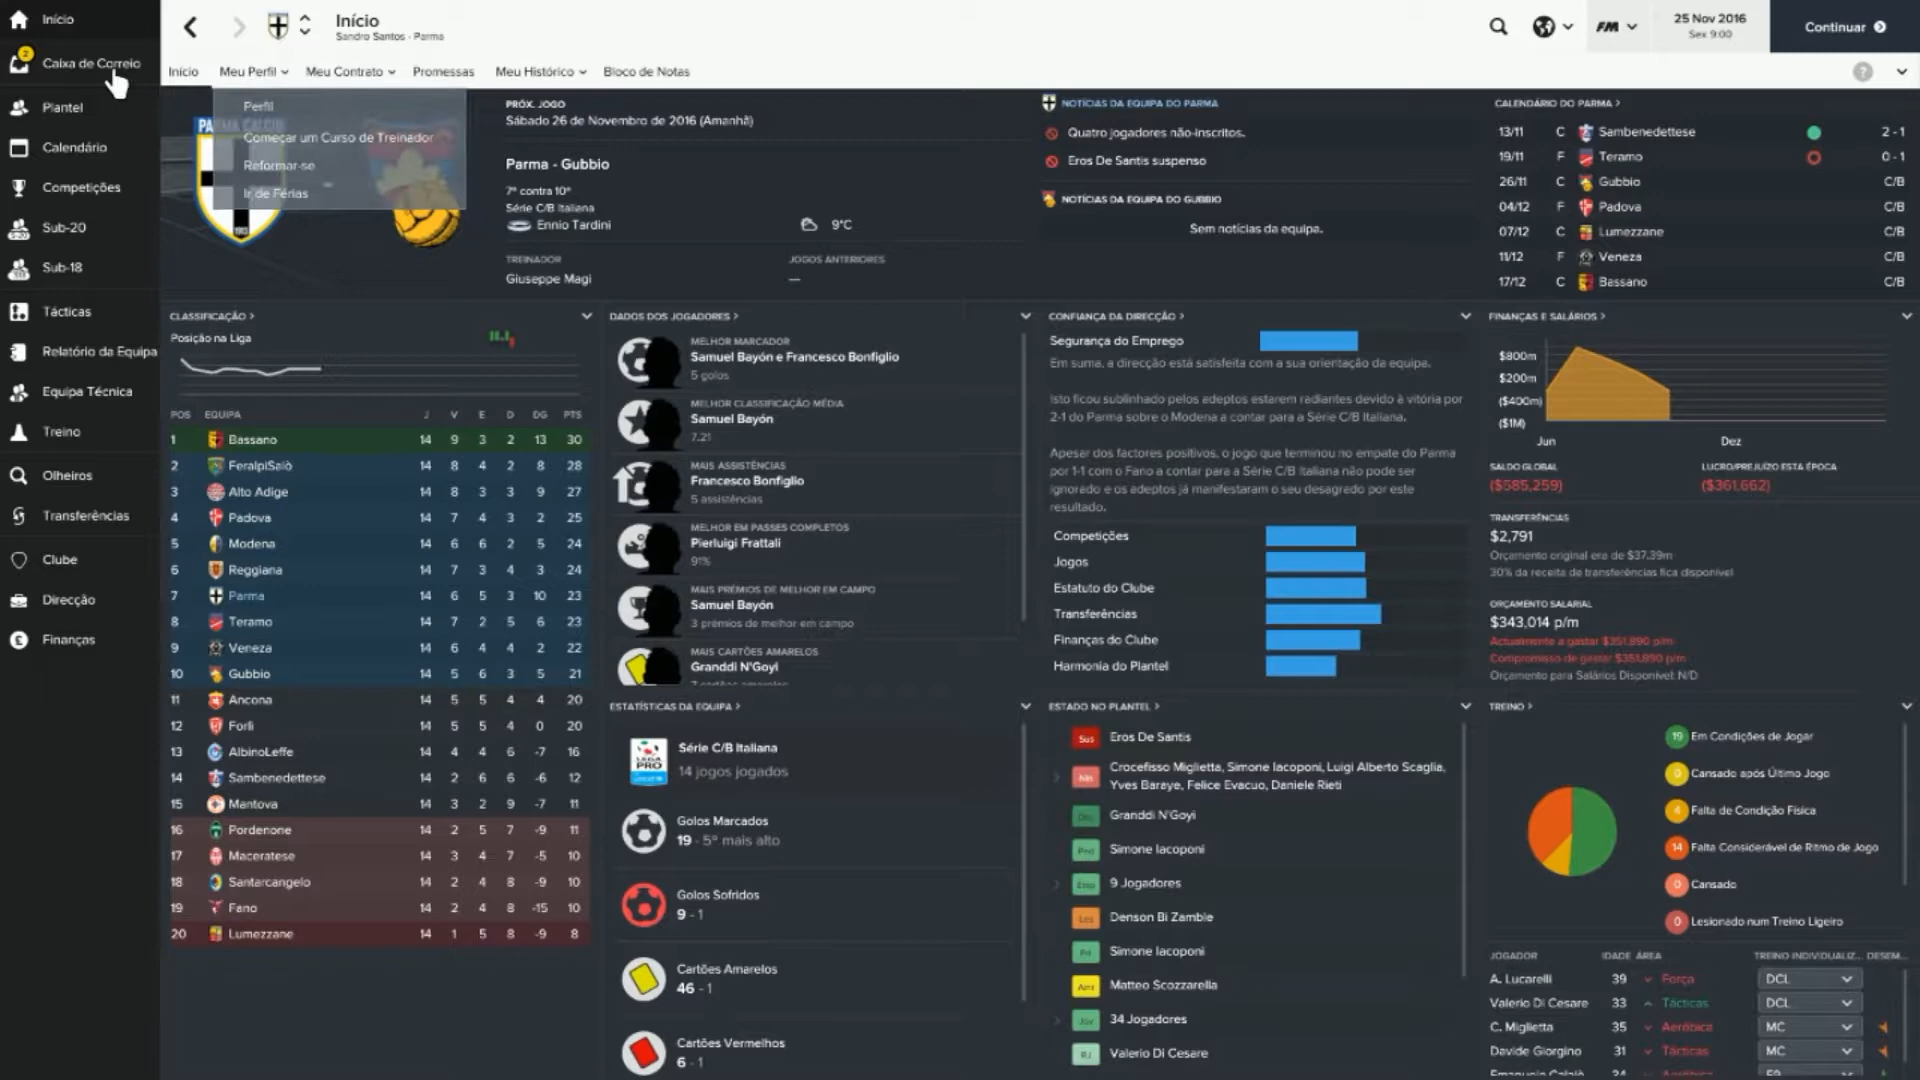 Início
Caixa de Correio
2
Plantel
Calendário
Competições
Sub-20
Sub-18
Tácticas
Relatório da Equipa
Equipa Técnica
Treino
Olheiros
Transferências
Clube
Direcção
Finanças
Início
Sandro Santos - Parma
FM
25 Nov 2016
Sex 9:00
Continuar
Início
Meu Perfil
Meu Contrato
Promessas
Meu Histórico
Bloco de Notas
?
Perfil
Começar um Curso de Treinador
Reformar-se
Ir de Férias
PRÓX. JOGO
Sábado 26 de Novembro de 2016 (Amanhã)
Parma - Gubbio
7º contra 10º
Série C/B Italiana
Ennio Tardini
9°C
TREINADOR
JOGOS ANTERIORES
Giuseppe Magi
—
NOTÍCIAS DA EQUIPA DO PARMA
Quatro jogadores não-inscritos.
Eros De Santis suspenso
NOTÍCIAS DA EQUIPA DO GUBBIO
Sem notícias da equipa.
CALENDÁRIO DO PARMA >
13/11 C Sambenedettese 2 - 1
19/11 F Teramo 0 - 1
26/11 C Gubbio C/B
04/12 F Padova C/B
07/12 C Lumezzane C/B
11/12 F Veneza C/B
17/12 C Bassano C/B
CLASSIFICAÇÃO >
Posição na Liga
POS EQUIPA J V E D DG PTS
1 Bassano 14 9 3 2 13 30
2 FeralpiSalò 14 8 4 2 8 28
3 Alto Adige 14 8 3 3 9 27
4 Padova 14 7 4 3 2 25
5 Modena 14 6 6 2 5 24
6 Reggiana 14 7 3 4 3 24
7 Parma 14 6 5 3 10 23
8 Teramo 14 7 2 5 6 23
9 Veneza 14 6 4 4 2 22
10 Gubbio 14 5 6 3 5 21
11 Ancona 14 5 5 4 4 20
12 Forlì 14 5 5 4 0 20
13 AlbinoLeffe 14 4 4 6 -7 16
14 Sambenedettese 14 2 6 6 -6 12
15 Mantova 14 3 2 9 -7 11
16 Pordenone 14 2 5 7 -9 11
17 Maceratese 14 3 4 7 -5 10
18 Santarcangelo 14 2 4 8 -9 10
19 Fano 14 2 4 8 -15 10
20 Lumezzane 14 1 5 8 -9 8
DADOS DOS JOGADORES >
MELHOR MARCADOR
Samuel Bayón e Francesco Bonfiglio
5 golos
MELHOR CLASSIFICAÇÃO MÉDIA
Samuel Bayón
7.21
MAIS ASSISTÊNCIAS
Francesco Bonfiglio
5 assistências
MELHOR EM PASSES COMPLETOS
Pierluigi Frattali
91%
MAIS PRÉMIOS DE MELHOR EM CAMPO
Samuel Bayón
3 prémios de melhor em campo
MAIS CARTÕES AMARELOS
Granddi N'Goyi
ESTATÍSTICAS DA EQUIPA >
Série C/B Italiana
14 jogos jogados
LEGA PRO
Golos Marcados
19 - 5º mais alto
Golos Sofridos
9 - 1
Cartões Amarelos
46 - 1
Cartões Vermelhos
6 - 1
CONFIANÇA DA DIRECÇÃO >
Segurança do Emprego
Em suma, a direcção está satisfeita com a sua orientação da equipa.
Isto ficou sublinhado pelos adeptos estarem radiantes devido à vitória por
2-1 do Parma sobre o Modena a contar para a Série C/B Italiana.
Apesar dos factores positivos, o jogo que terminou no empate do Parma
por 1-1 com o Fano a contar para a Série C/B Italiana não pode ser
ignorado e os adeptos já manifestaram o seu desagrado por este
resultado.
Competições
Jogos
Estatuto do Clube
Transferências
Finanças do Clube
Harmonia do Plantel
ESTADO NO PLANTEL >
Sus Eros De Santis
Nin Crocefisso Miglietta, Simone Iacoponi, Luigi Alberto Scaglia,
Yves Baraye, Felice Evacuo, Daniele Rieti
Granddi N'Goyi
Simone Iacoponi
9 Jogadores
Les Denson Bi Zamble
Simone Iacoponi
Matteo Scozzarella
34 Jogadores
Valerio Di Cesare
FINANÇAS E SALÁRIOS >
$800m
$200m
($400m)
($1M)
Jun
Dez
SALDO GLOBAL
($585,259)
LUCRO/PREJUÍZO ESTA ÉPOCA
($361,662)
TRANSFERÊNCIAS
$2,791
Orçamento original era de $37,39m
30% da receita de transferências fica disponível
ORÇAMENTO SALARIAL
$343,014 p/m
Actualmente a gastar $351,890 p/m
Compromisso de gastar $351,890 p/m
Orçamento para Salários Disponível: N/D
TREINO >
19 Em Condições de Jogar
0 Cansado após Último Jogo
4 Falta de Condição Física
14 Falta Considerável de Ritmo de Jogo
0 Cansado
0 Lesionado num Treino Ligeiro
JOGADOR IDADE ÁREA TREINO INDIVIDUALIZ... DESEM...
A. Lucarelli 39 Força DCL
Valerio Di Cesare 33 Tácticas DCL
C. Miglietta 35 Aeróbica MC
Davide Giorgino 31 Tácticas MC